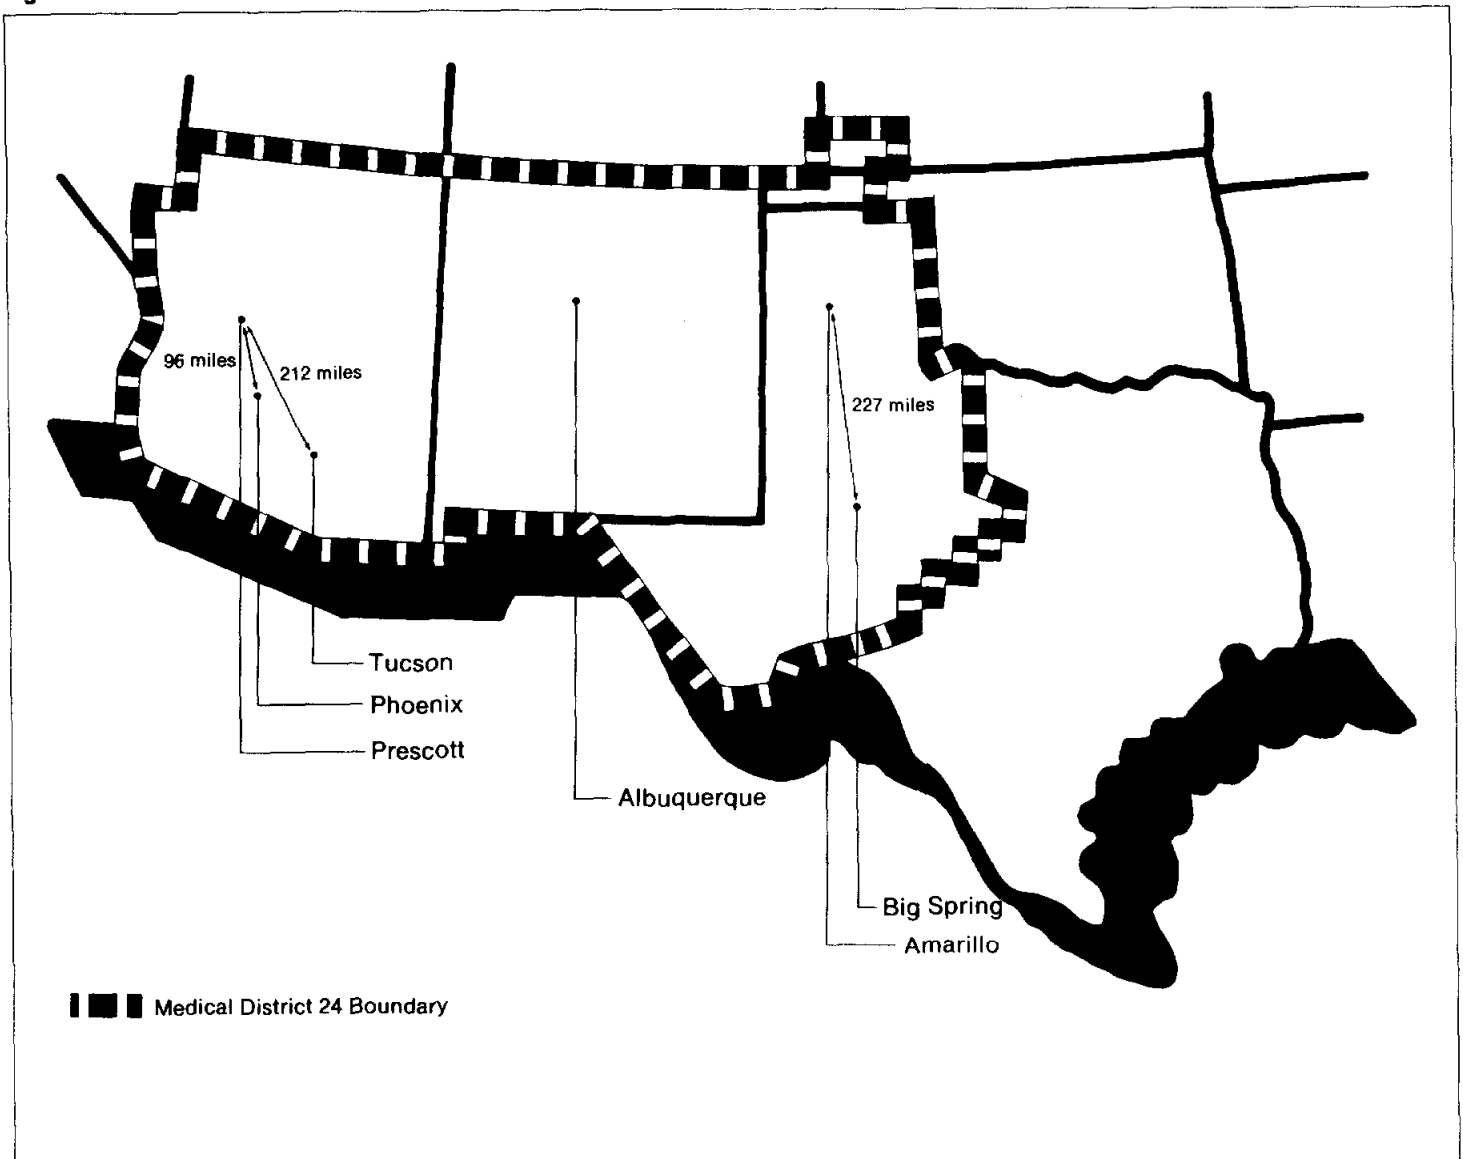 96 miles
212 miles
227 miles
Tucson
Phoenix
Prescott
Albuquerque
Big Spring
Amarillo
Medical District 24 Boundary